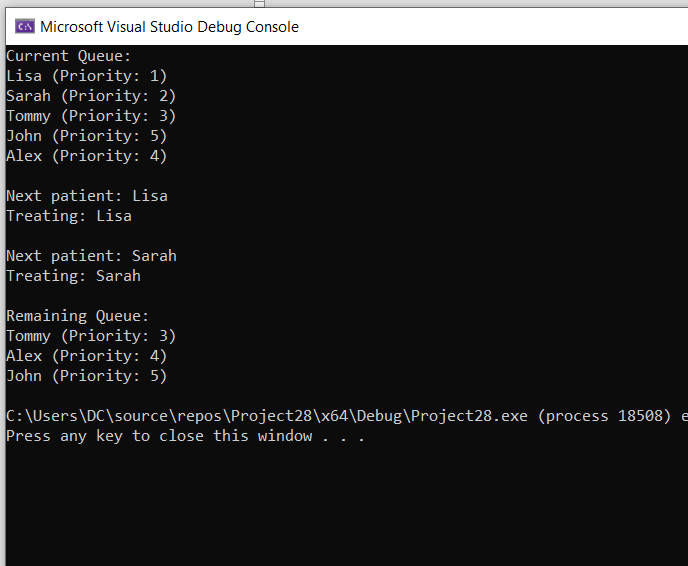 Microsoft Visual Studio Debug Console
Current Queue:
Lisa (Priority: 1)
Sarah (Priority: 2)
Tommy (Priority: 3)
John (Priority: 5)
Alex (Priority: 4)
Next patient: Lisa
Treating: Lisa
Next patient: Sarah
Treating: Sarah
Remaining Queue:
Tommy (Priority: 3)
Alex (Priority: 4)
John (Priority: 5)
C:\Users\DC\source\repos\Project28\x64\Debug\Project28.exe (process 18508) e
Press any key to close this window . . .